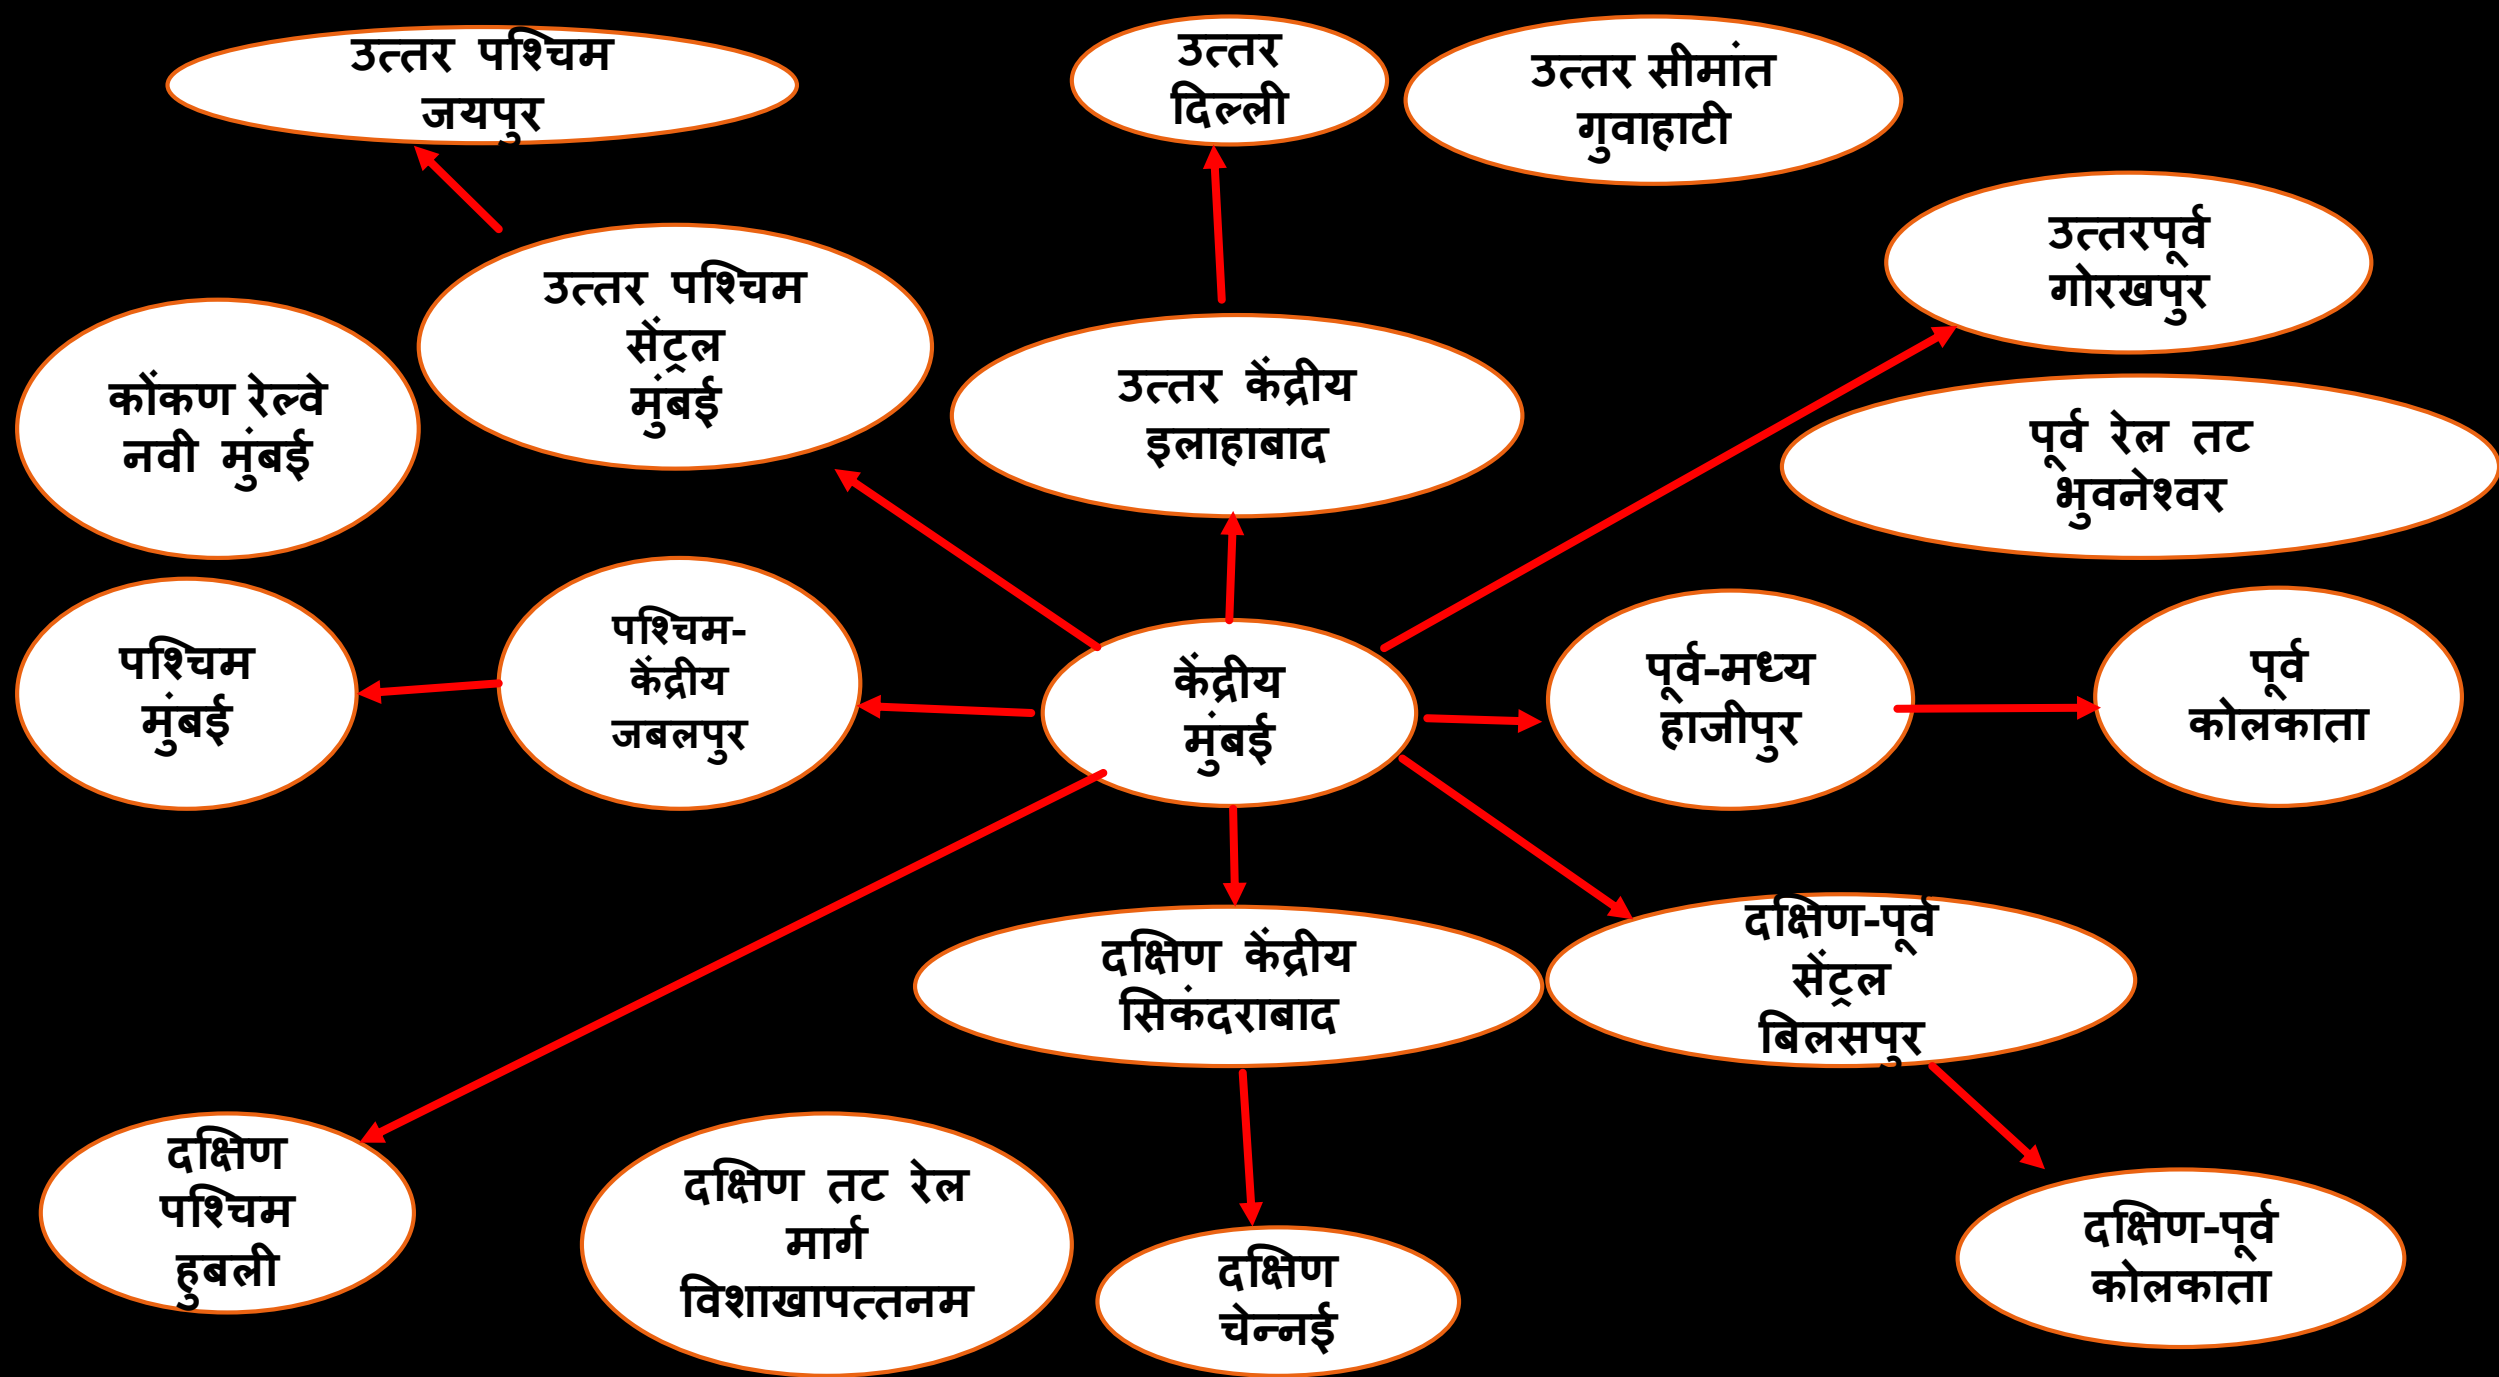 उत्तर पश्चिम
जयपुर
उत्तर
दिल्ली
उत्तर सीमांत
गुवाहाटी
उत्तरपूर्व
गोरखपुर
उत्तर पश्चिम
सेंट्रल
मुंबई
कोंकण रेल्वे
नवी मुंबई
उत्तर केंद्रीय
इलाहाबाद
पूर्व रेल तट
भुवनेश्वर
पश्चिम
मुंबई
पश्चिम-
केंद्रीय
जबलपुर
केंद्रीय
मुंबई
पूर्व-मध्य
हाजीपुर
पूर्व
कोलकाता
दक्षिण केंद्रीय
सिकंदराबाद
दक्षिण-पूर्व
सेंट्रल
बिलसपुर
दक्षिण
पश्चिम
हुबली
दक्षिण तट रेल
मार्ग
विशाखापत्तनम
दक्षिण
चेन्नई
दक्षिण-पूर्व
कोलकाता